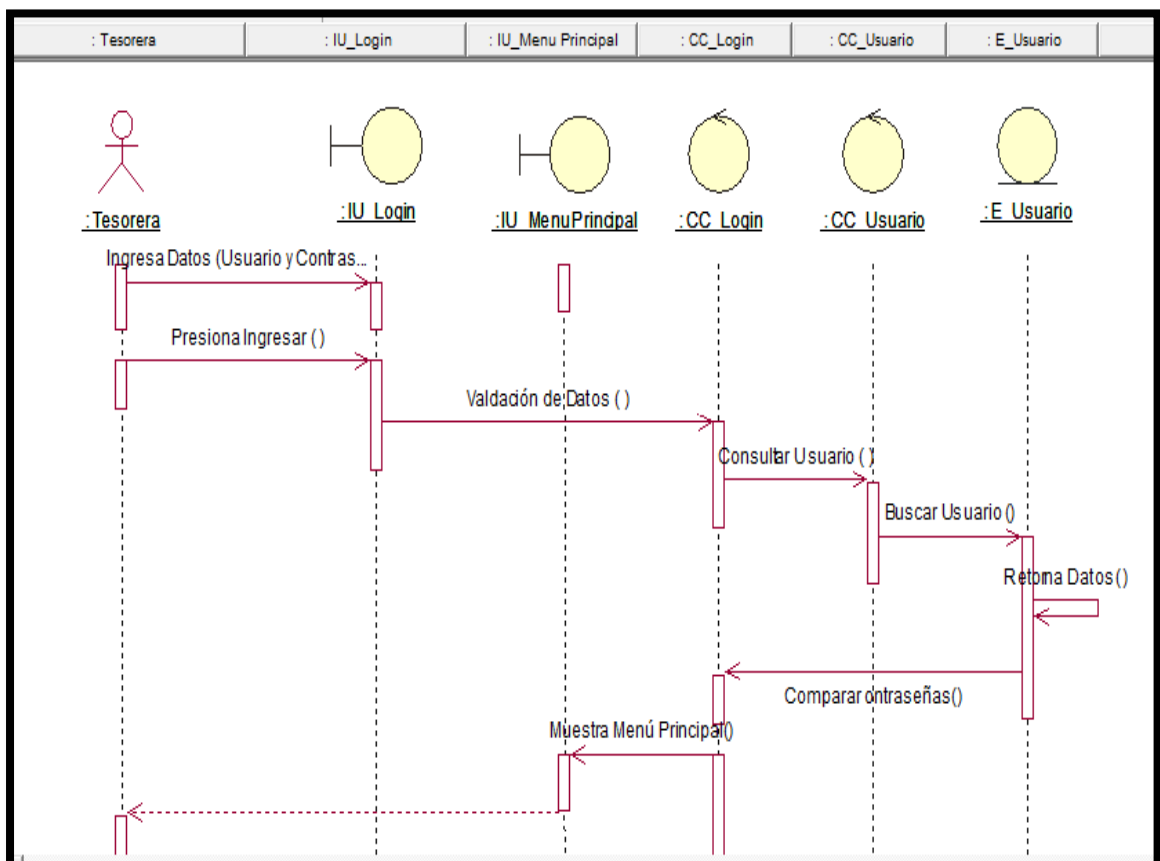 : Tesorera
: IU_Login
: IU_Menu Principal
: CC_Login
: CC_Usuario
: E_Usuario
:Tesorera
:IU_Login
:IU_MenuPrincipal
:CC_Login
:CC_Usuario
:E_Usuario
Ingresa Datos (Usuario y Contras...
Presiona Ingresar ( )
Valdación de Datos ( )
Consultar Usuario ( )
Buscar Usuario ()
Retorna Datos()
Comparar ontraseñas()
Muestra Menú Principal()